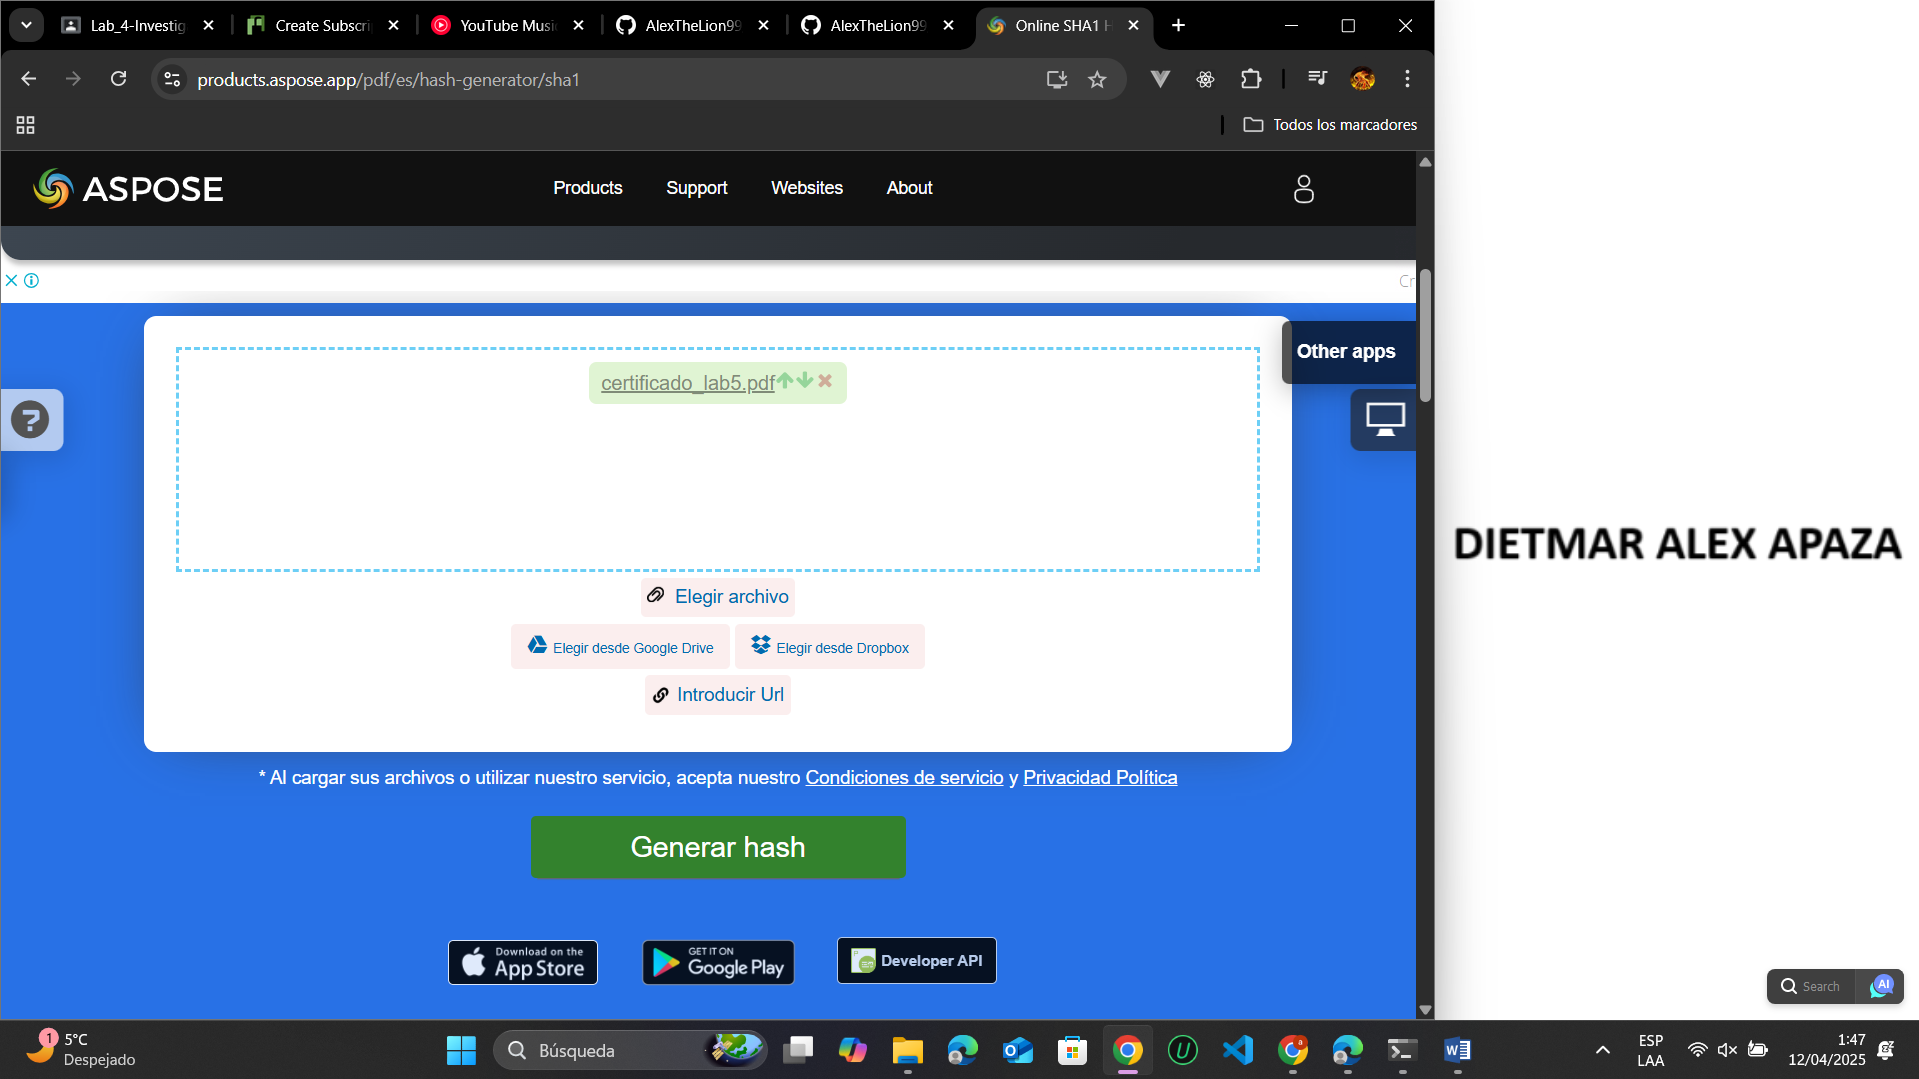 Lab_4-Investig
Create Subscri
YouTube Musi
AlexTheLion99
AlexTheLion99
Online SHA1 H
products.aspose.app/pdf/es/hash-generator/sha1
Todos los marcadores
ASPOSE
Products
Support
Websites
About
Cr
Other apps
certificado_lab5.pdf
?
DIETMAR ALEX APAZA
Elegir archivo
Elegir desde Google Drive
Elegir desde Dropbox
Introducir Url
* Al cargar sus archivos o utilizar nuestro servicio, acepta nuestro Condiciones de servicio y Privacidad Política
Generar hash
Download on the
App Store
GET IT ON
Google Play
Developer API
Search
AI
1
5°C
Despejado
Búsqueda
ESP
LAA
1:47
12/04/2025